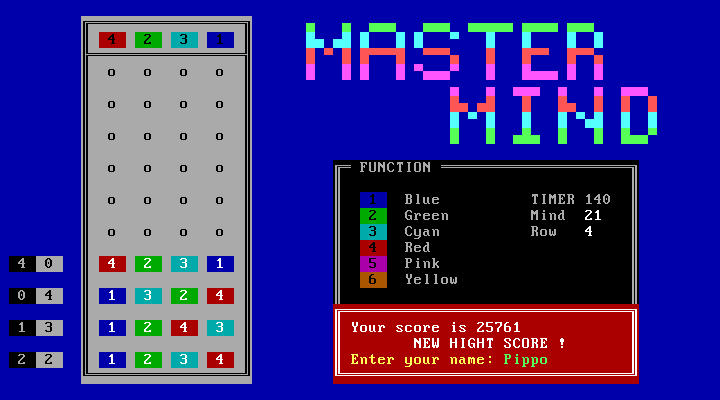 4 2 3 1
MASTER
MIND
o o o o
o o o o
o o o o
o o o o
o o o o
o o o o
4 0 4 2 3 1
0 4 1 3 2 4
1 3 1 2 4 3
2 2 1 2 3 4
FUNCTION
1 Blue TIMER 140
2 Green Mind 21
3 Cyan Row 4
4 Red
5 Pink
6 Yellow
Your score is 25761
NEW HIGHT SCORE !
Enter your name: Pippo